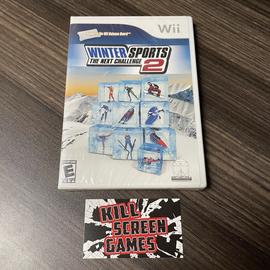 Wii
WINTER SPORTS 2
THE NEXT CHALLENGE
E
KILL
SCREEN
GAMES